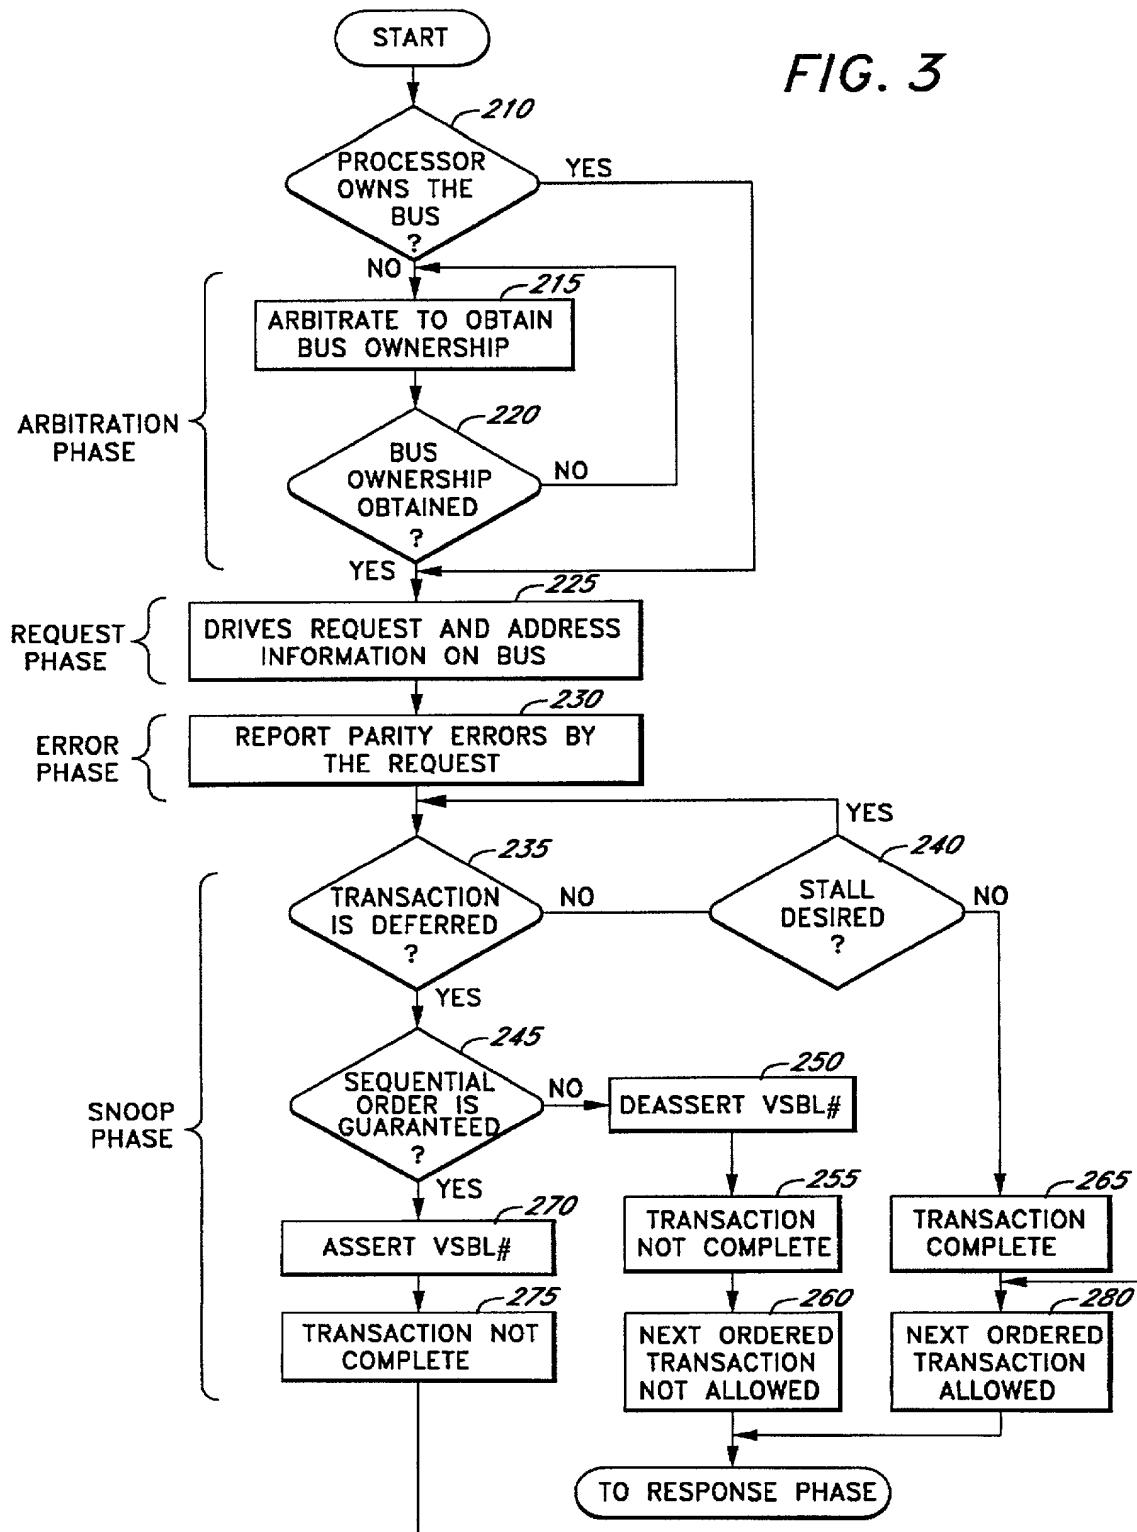 START
FIG. 3
210
PROCESSOR
OWNS THE
BUS
?
YES
NO
215
ARBITRATE TO OBTAIN
BUS OWNERSHIP
ARBITRATION
PHASE
220
BUS
OWNERSHIP
OBTAINED
?
NO
YES
225
REQUEST
PHASE
DRIVES REQUEST AND ADDRESS
INFORMATION ON BUS
230
ERROR
PHASE
REPORT PARITY ERRORS BY
THE REQUEST
YES
235
TRANSACTION
IS DEFERRED
?
NO
240
STALL
DESIRED
?
NO
YES
245
SEQUENTIAL
ORDER IS
GUARANTEED
?
NO
250
DEASSERT VSBL#
SNOOP
PHASE
YES
270
ASSERT VSBL#
255
TRANSACTION
NOT COMPLETE
265
TRANSACTION
COMPLETE
275
TRANSACTION NOT
COMPLETE
260
NEXT ORDERED
TRANSACTION
NOT ALLOWED
280
NEXT ORDERED
TRANSACTION
ALLOWED
TO RESPONSE PHASE